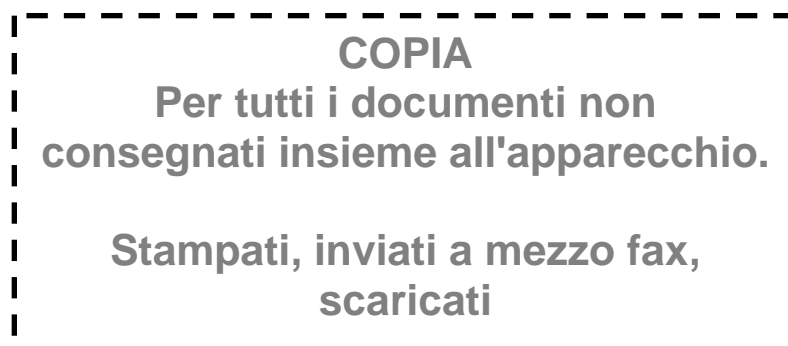 COPIA
Per tutti i documenti non
consegnati insieme all'apparecchio.
Stampati, inviati a mezzo fax,
scaricati